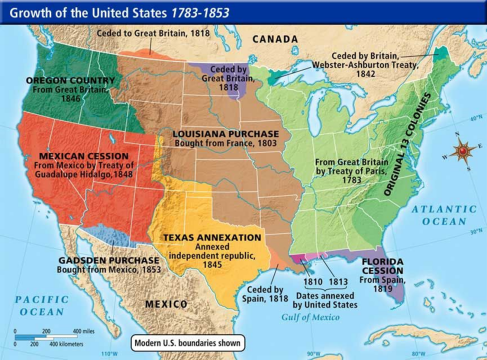 Growth of the United States 1783-1853
Ceded to Great Britain, 1818
CANADA
Ceded by Britain,
Webster-Ashburton Treaty,
1842
OREGON COUNTRY
From Great Britain,
1846
Ceded by
Great Britain,
1818
LOUISIANA PURCHASE
Bought from France, 1803
MEXICAN CESSION
From Mexico by Treaty of
Guadalupe Hidalgo,1848
From Great Britain
by Treaty of Paris,
1783
ORIGINAL 13 COLONIES
40°N
N
W
E
S
ATLANTIC
OCEAN
30°N
TEXAS ANNEXATION
Annexed
independent republic,
1845
GADSDEN PURCHASE
Bought from Mexico, 1853
FLORIDA
CESSION
From Spain,
1819
Ceded by
Spain, 1818
1810
1813
Dates annexed
by United States
PACIFIC
OCEAN
MEXICO
Gulf of Mexico
0
200
400 miles
0
200
400 kilometers
Modern U.S. boundaries shown
110°W
90°W
80°W